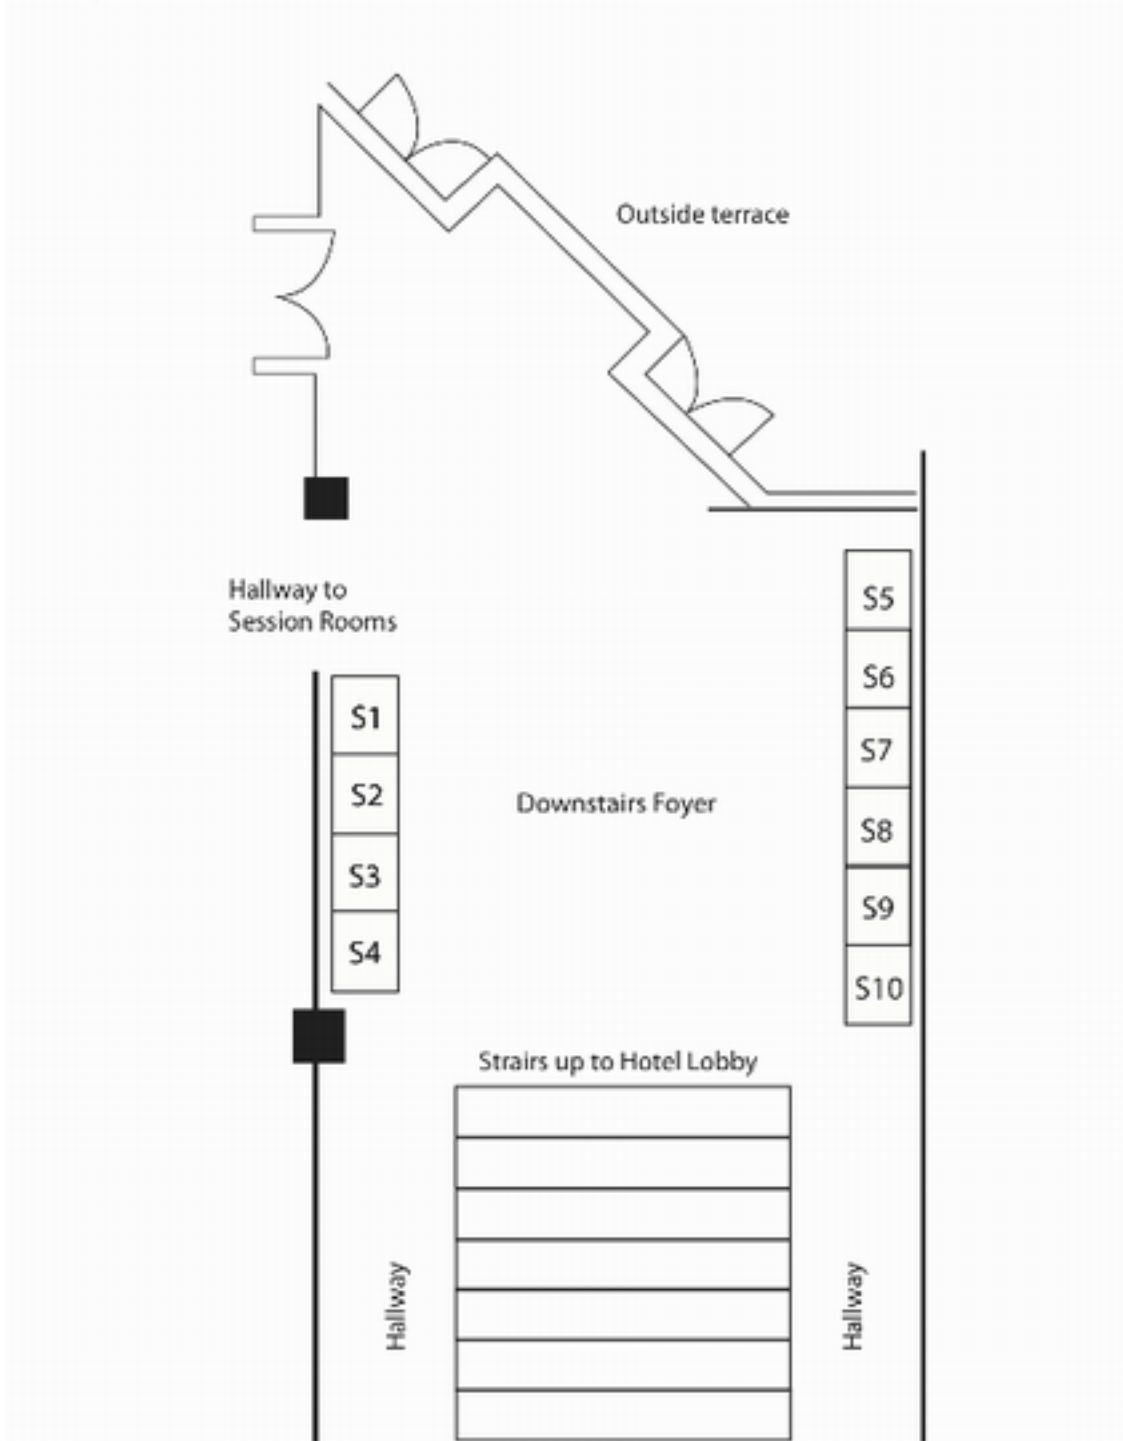 Outside terrace
Hallway to
Session Rooms
S1
S2
S3
S4
Downstairs Foyer
S5
S6
S7
S8
S9
S10
Strairs up to Hotel Lobby
Hallway
Hallway